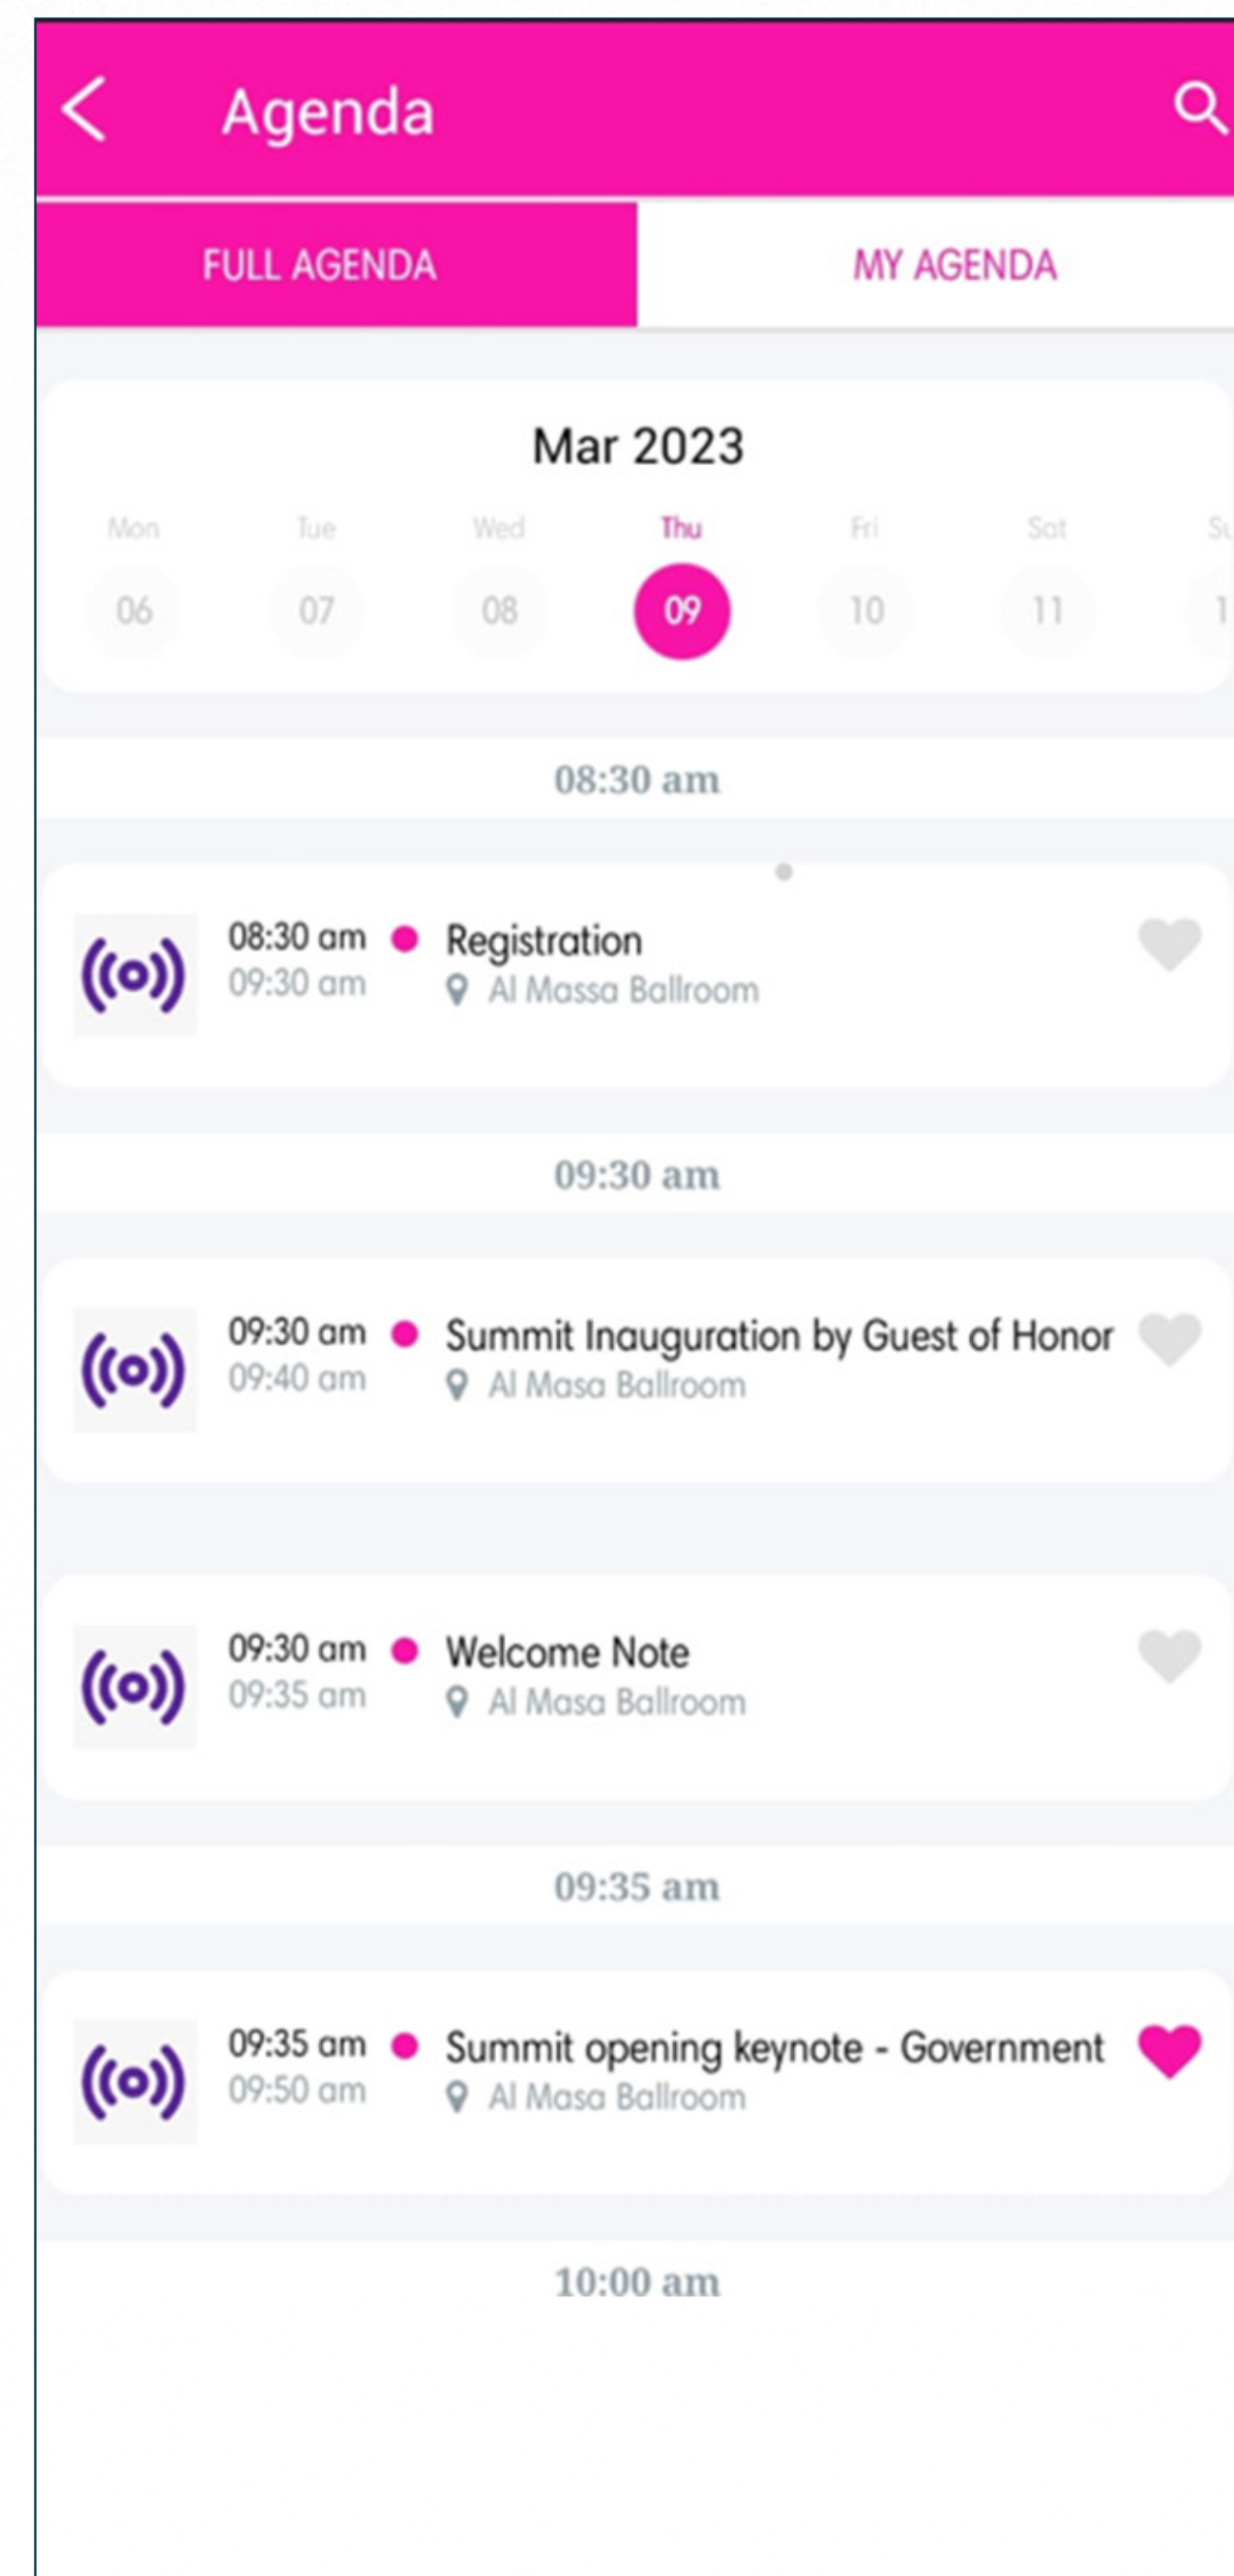 Agenda
FULL AGENDA MY AGENDA
Mar 2023
Mon Tue Wed Thu Fri Sat
06 07 08 09 10 11
08:30 am
08:30 am Registration
09:30 am Al Massa Ballroom
09:30 am
09:30 am Summit Inauguration by Guest of Honor
09:40 am Al Masa Ballroom
09:30 am Welcome Note
09:35 am Al Masa Ballroom
09:35 am
09:35 am Summit opening keynote - Government
09:50 am Al Masa Ballroom
10:00 am